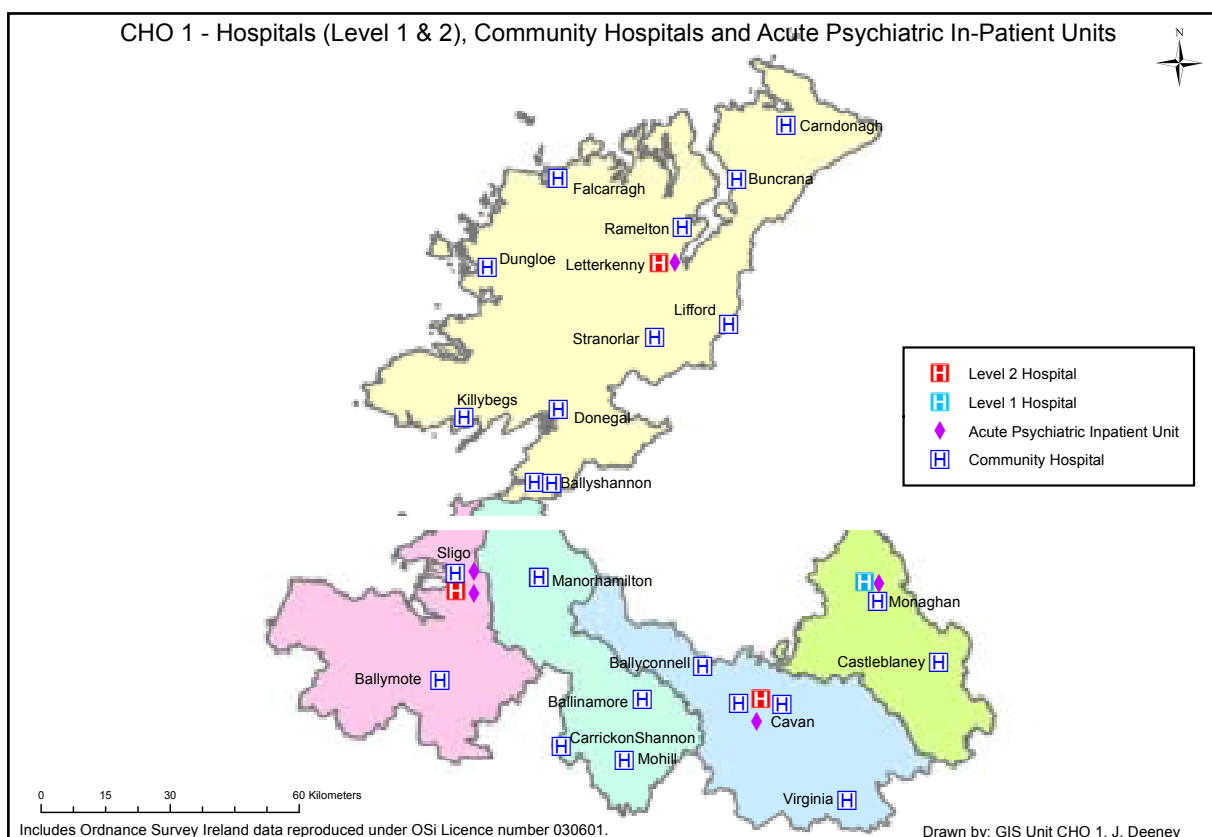 CHO 1 - Hospitals (Level 1 & 2), Community Hospitals and Acute Psychiatric In-Patient Units
N
Carndonagh
Buncrana
Falcarragh
Ramelton
Dungloe
Letterkenny
Lifford
Stranorlar
Killybegs
Donegal
Ballyshannon
Level 2 Hospital
Level 1 Hospital
Acute Psychiatric Inpatient Unit
Community Hospital
Sligo
Manorhamilton
Monaghan
Ballyconnell
Castleblaney
Ballymote
Ballinamore
Cavan
CarrickonShannon
Mohill
Virginia
0 15 30 60 Kilometers
Includes Ordnance Survey Ireland data reproduced under OSi Licence number 030601.
Drawn by: GIS Unit CHO 1. J. Deeney